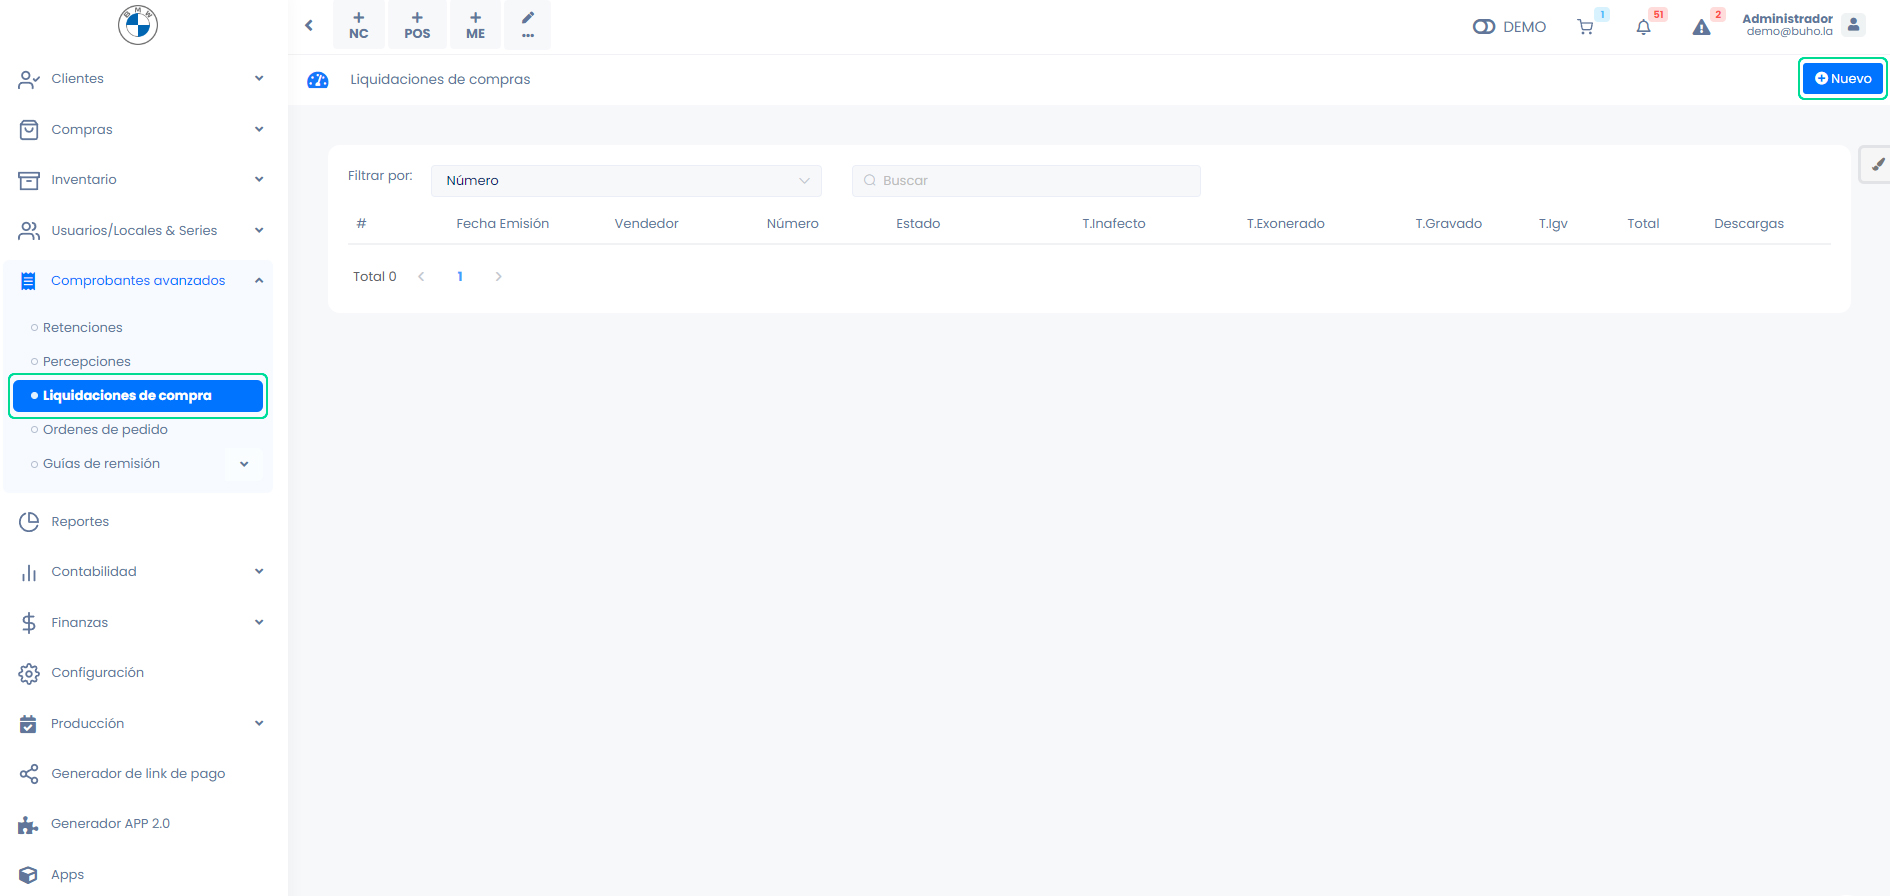 BMW
NC
POS
ME
DEMO
1
51
2
Administrador
demo@buho.la
Clientes
Compras
Inventario
Usuarios/Locales & Series
Comprobantes avanzados
Retenciones
Percepciones
Liquidaciones de compra
Ordenes de pedido
Guías de remisión
Reportes
Contabilidad
Finanzas
Configuración
Producción
Generador de link de pago
Generador APP 2.0
Apps
Liquidaciones de compras
Nuevo
Filtrar por: Número Buscar
# Fecha Emisión Vendedor Número Estado T.Inafecto T.Exonerado T.Gravado T.Igv Total Descargas
Total 0 1